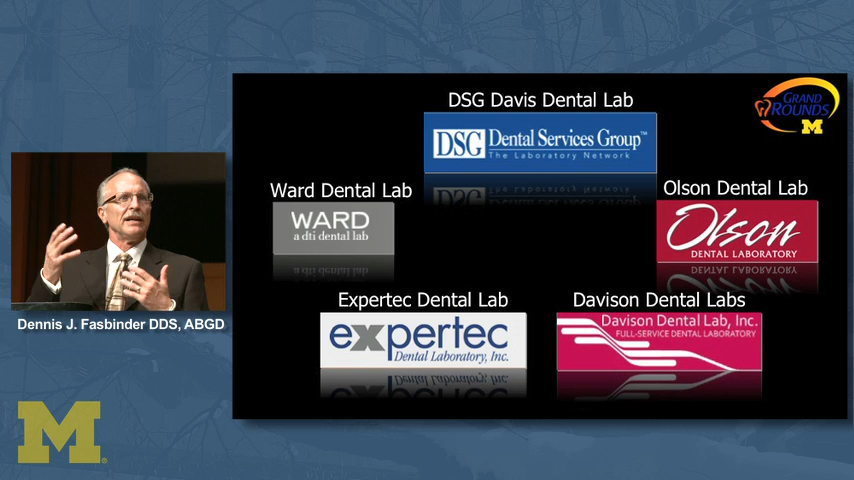 DSG Davis Dental Lab
GRAND
ROUNDS
M
DSG Dental Services Group™
The Laboratory Network
Ward Dental Lab
WARD
a dti dental lab
Olson Dental Lab
Olson
DENTAL LABORATORY
Expertec Dental Lab
expertec
Dental Laboratory, Inc.
Davison Dental Labs
Davison Dental Lab, Inc.
FULL-SERVICE DENTAL LABORATORY
Dennis J. Fasbinder DDS, ABGD
M®